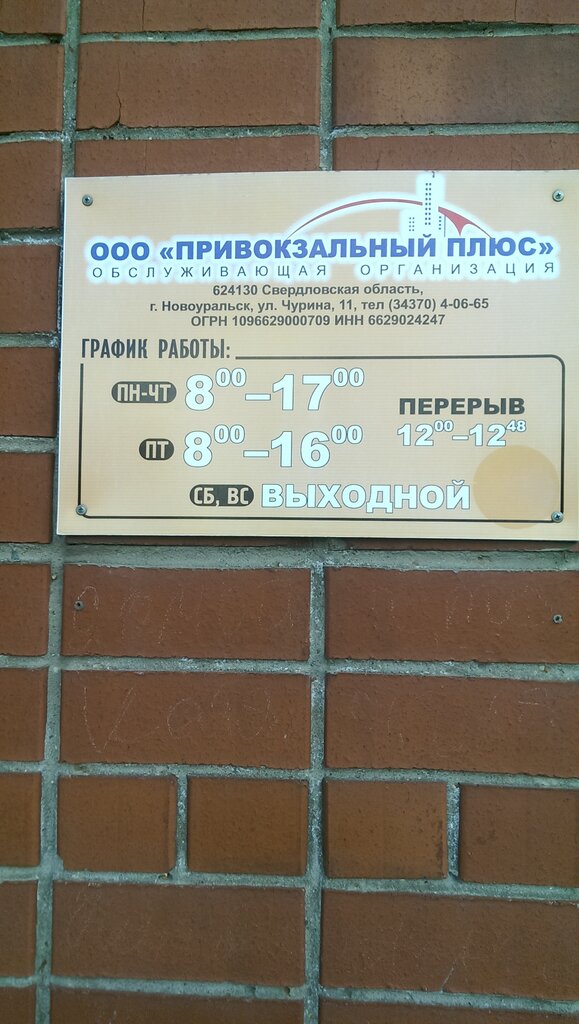 ООО «ПРИВОКЗАЛЬНЫЙ ПЛЮС»
ОБСЛУЖИВАЮЩАЯ ОРГАНИЗАЦИЯ
624130 Свердловская область,
г. Новоуральск, ул. Чурина, 11, тел (34370) 4-06-65
ОГРН 1096629000709 ИНН 6629024247
ГРАФИК РАБОТЫ:
ПН-ЧТ 8⁰⁰–17⁰⁰
ПТ 8⁰⁰–16⁰⁰
ПЕРЕРЫВ
12⁰⁰–12⁴⁸
СБ, ВС ВЫХОДНОЙ